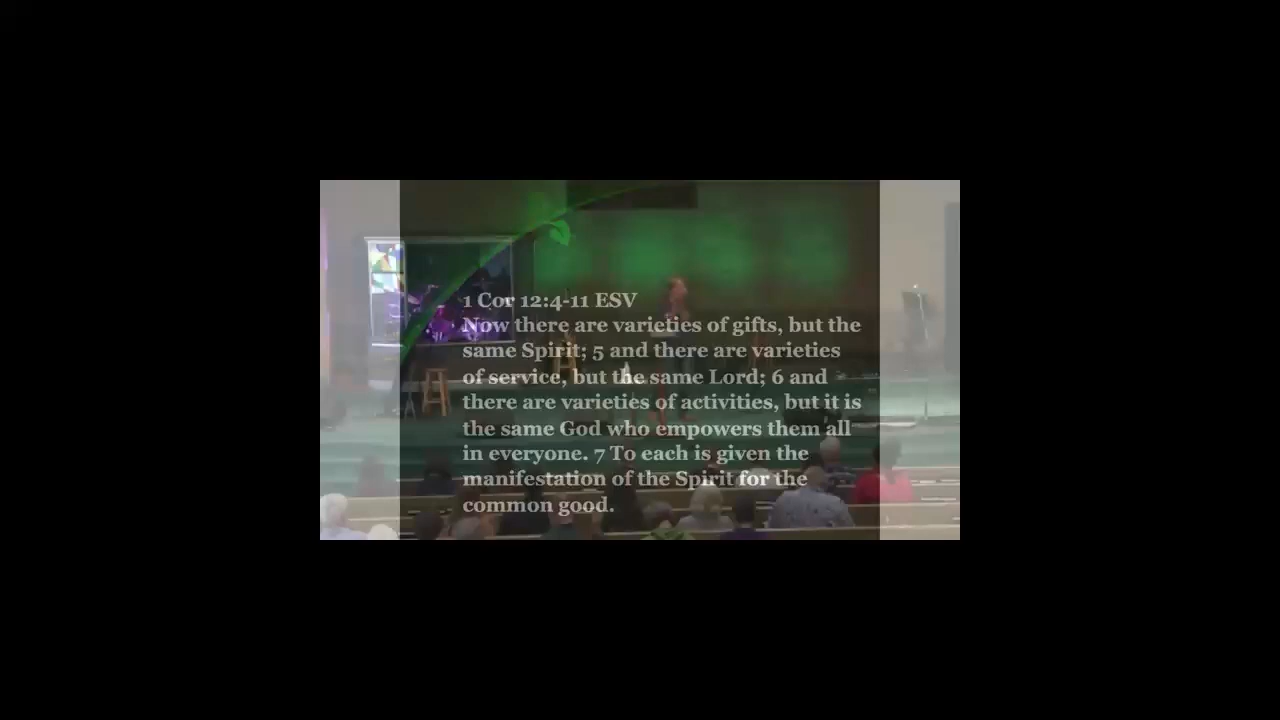 1 Cor 12:4-11 ESV
Now there are varieties of gifts, but the
same Spirit; 5 and there are varieties
of service, but the same Lord; 6 and
there are varieties of activities, but it is
the same God who empowers them all
in everyone. 7 To each is given the
manifestation of the Spirit for the
common good.